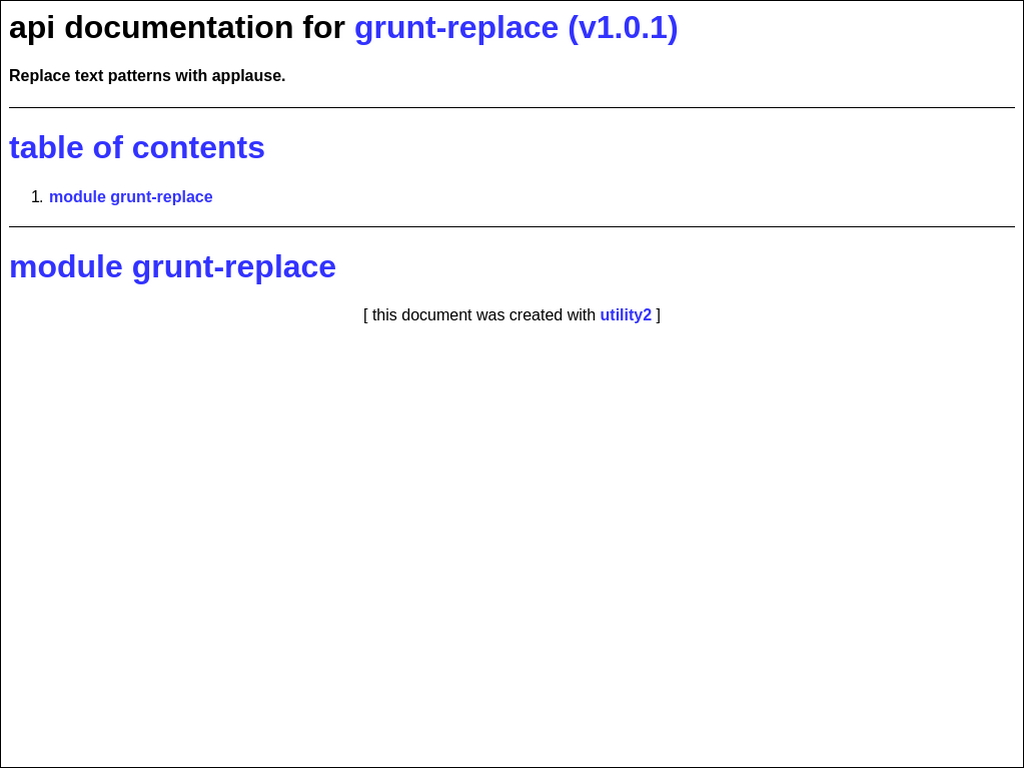 api documentation for grunt-replace (v1.0.1)
Replace text patterns with applause.
table of contents
1. module grunt-replace
module grunt-replace
[ this document was created with utility2 ]